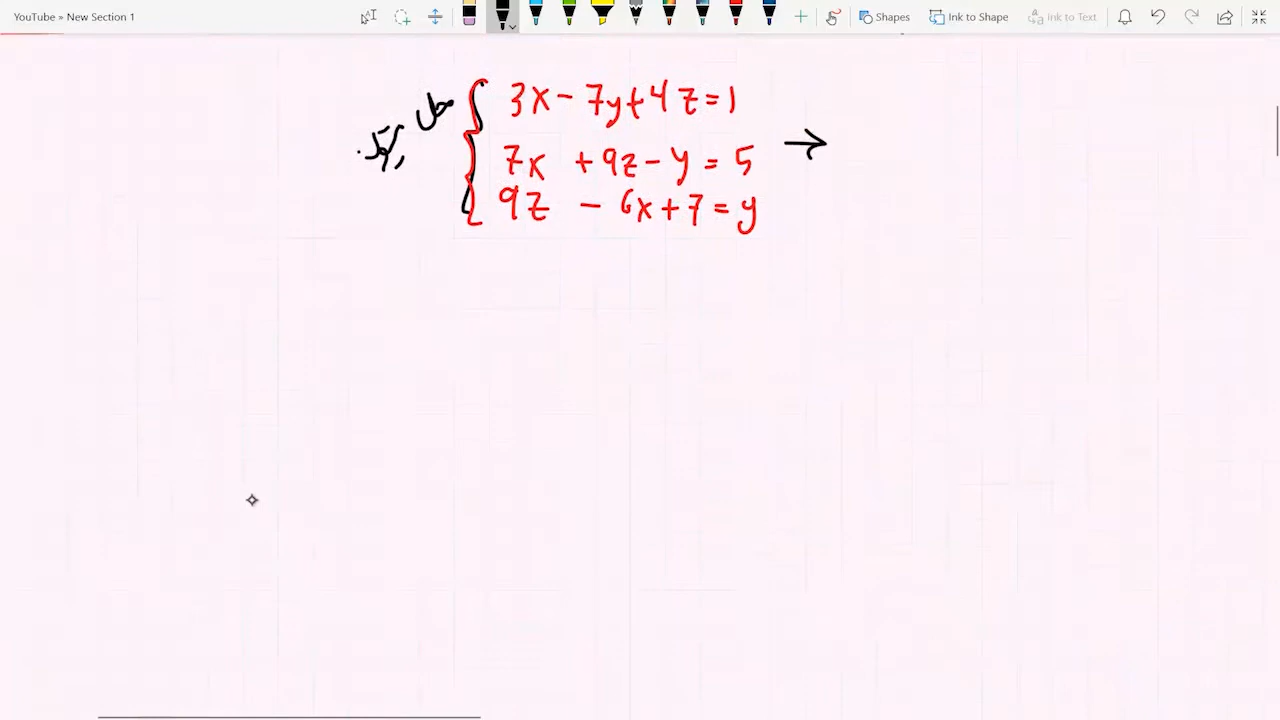 YouTube » New Section 1
Shapes
Ink to Shape
Ink to Text
3x - 7y + 4z = 1
7x + 9z - y = 5
9z - 6x + 7 = y
→